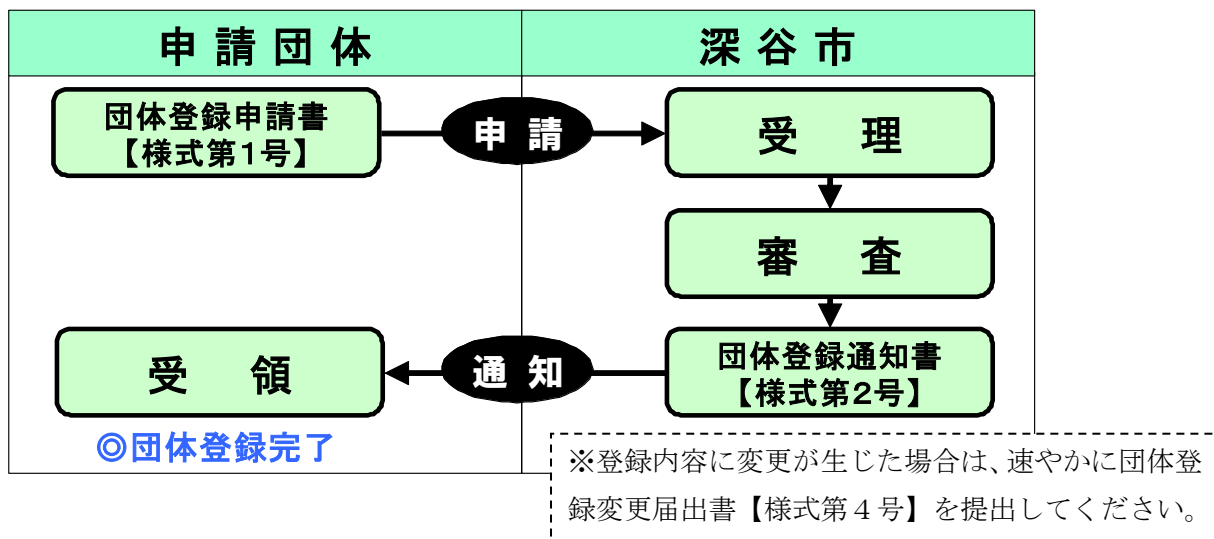 申請団体
深谷市
団体登録申請書
【様式第1号】
申請
受理
審査
団体登録通知書
【様式第2号】
通知
受領
◎団体登録完了
※登録内容に変更が生じた場合は、速やかに団体登
録変更届出書【様式第４号】を提出してください。